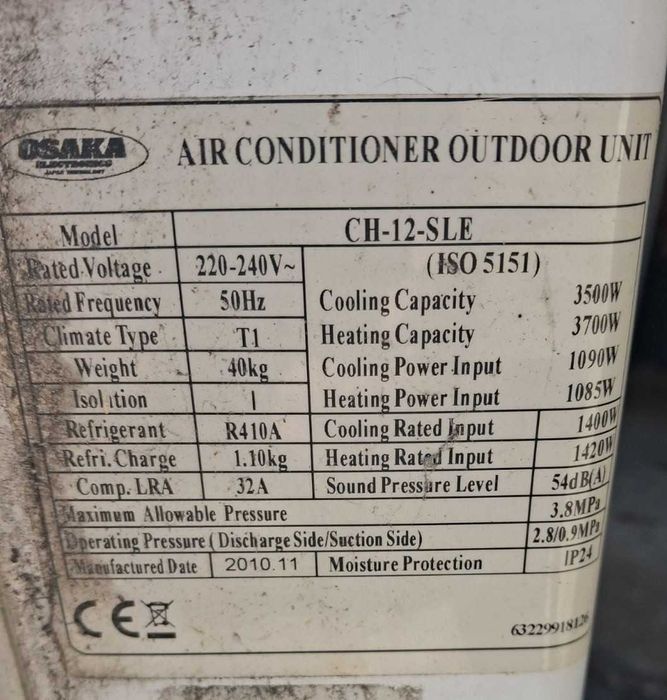 OSAKA
ELECTRONICS
JAPAN TECHNOLOGY
AIR CONDITIONER OUTDOOR UNIT
Model CH-12-SLE
Rated Voltage 220-240V~ (ISO 5151)
Rated Frequency 50Hz Cooling Capacity 3500W
Climate Type T1 Heating Capacity 3700W
Weight 40kg Cooling Power Input 1090W
Isolation I Heating Power Input 1085W
Refrigerant R410A Cooling Rated Input 1400W
Refri. Charge 1.10kg Heating Rated Input 1420W
Comp. LRA 32A Sound Pressure Level 54dB(A)
Maximum Allowable Pressure 3.8MPa
Operating Pressure ( Discharge Side/Suction Side) 2.8/0.9MPa
Manufactured Date 2010.11 Moisture Protection IP24
CE
63229918126